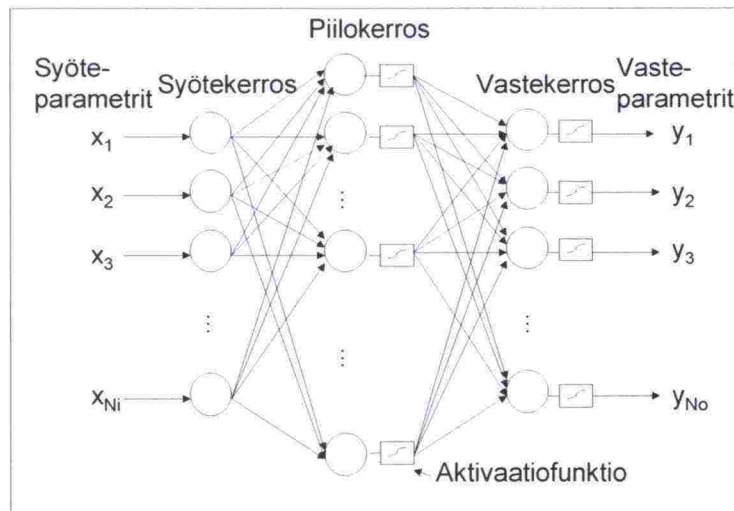 Piilokerros
Syöte-
parametrit
Syötekerros
Vastekerros
Vaste-
parametrit
x1
x2
x3
⋮
xNi
⋮
⋮
y1
y2
y3
⋮
yNo
Aktivaatiofunktio